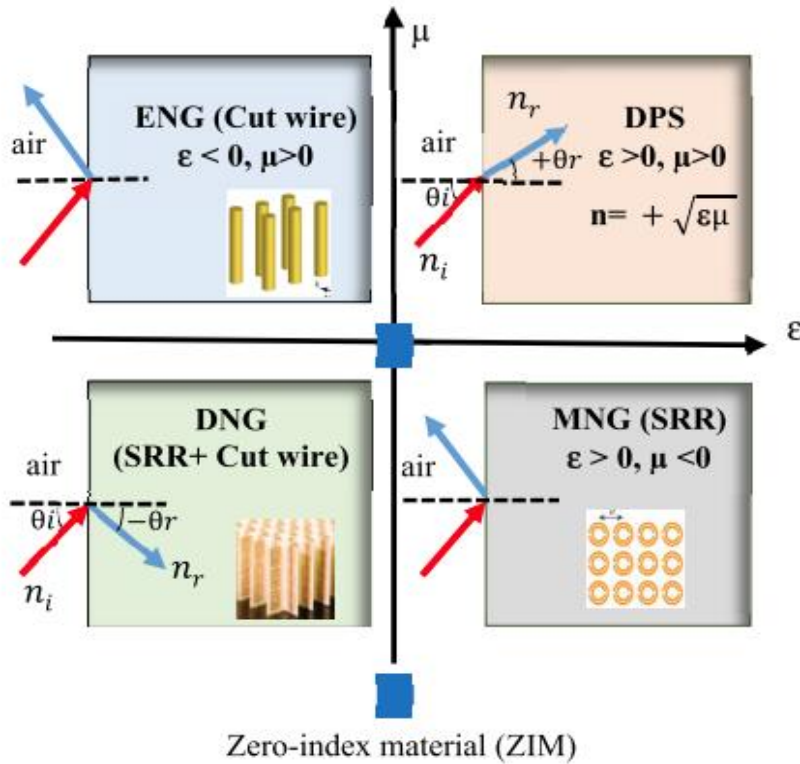 μ
ENG (Cut wire)
ε < 0, μ>0
air
DPS
ε >0, μ>0
n= + √εμ
n_r
+θr
air
θi
n_i
ε
DNG
(SRR+ Cut wire)
air
θi
−θr
n_r
n_i
MNG (SRR)
ε > 0, μ <0
air
Zero-index material (ZIM)